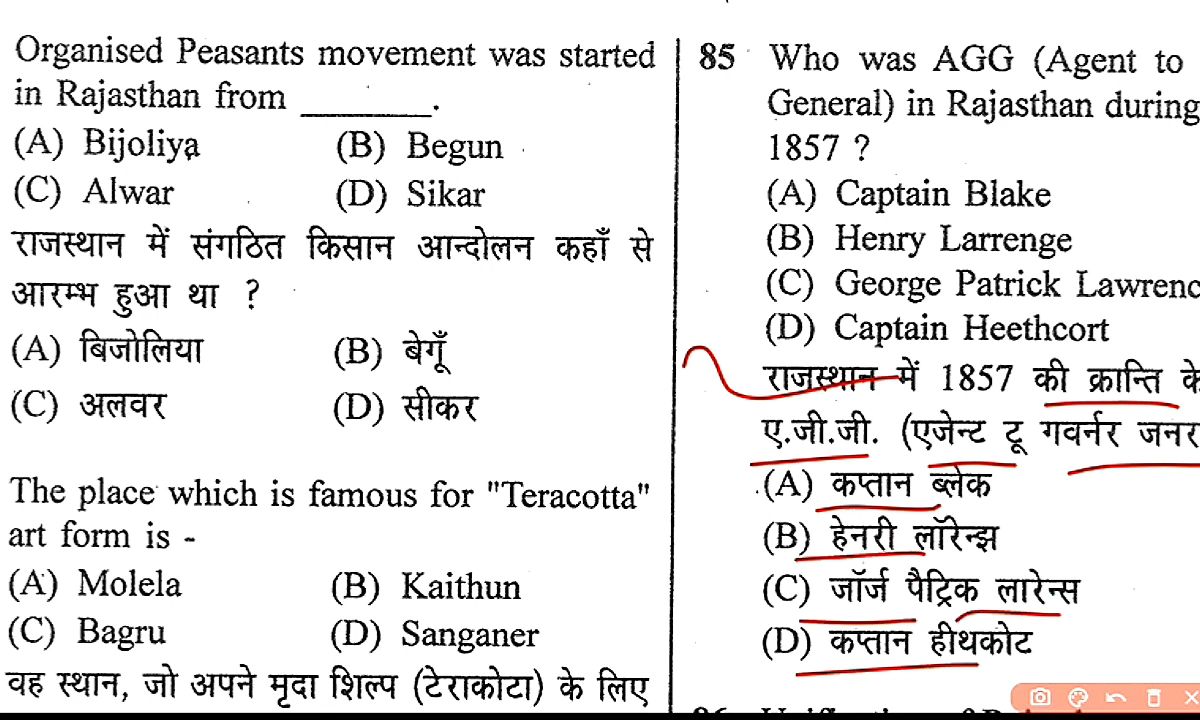 Organised Peasants movement was started
in Rajasthan from ________.
(A) Bijoliya (B) Begun
(C) Alwar (D) Sikar
राजस्थान में संगठित किसान आन्दोलन कहाँ से
आरम्भ हुआ था ?
(A) बिजोलिया (B) बेगूँ
(C) अलवर (D) सीकर
The place which is famous for "Teracotta"
art form is -
(A) Molela (B) Kaithun
(C) Bagru (D) Sanganer
वह स्थान, जो अपने मृदा शिल्प (टेराकोटा) के लिए
85 Who was AGG (Agent to
General) in Rajasthan during
1857 ?
(A) Captain Blake
(B) Henry Larrenge
(C) George Patrick Lawrenc
(D) Captain Heethcort
राजस्थान में 1857 की क्रान्ति के
ए.जी.जी. (एजेन्ट टू गवर्नर जनर
(A) कप्तान ब्लेक
(B) हेनरी लॉरेन्झ
(C) जॉर्ज पैट्रिक लारेन्स
(D) कप्तान हीथकोट